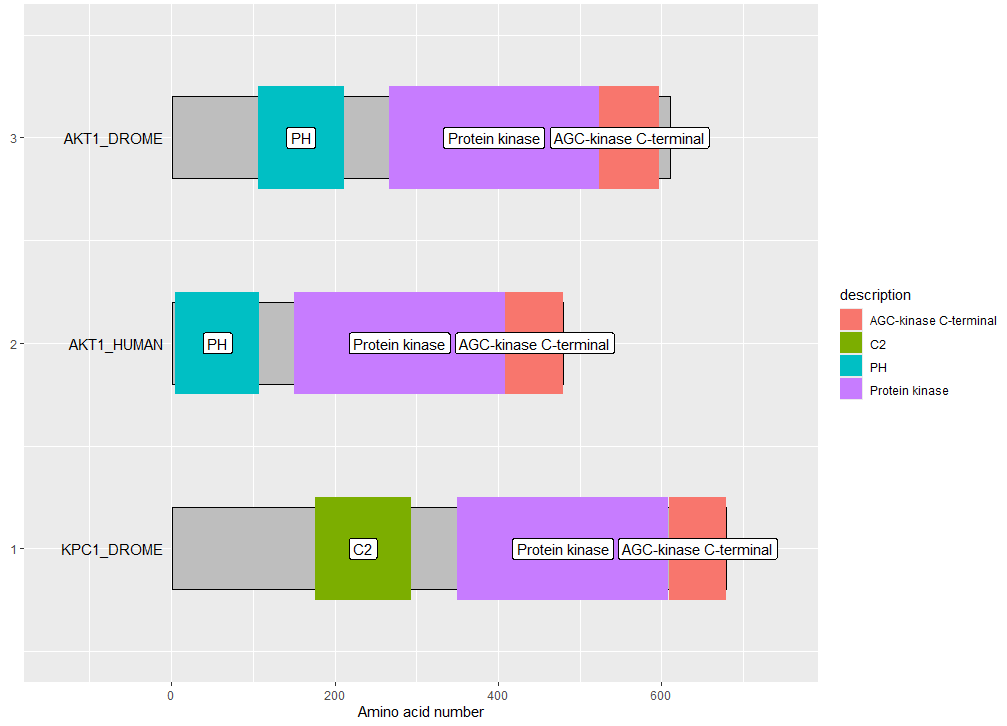 3
AKT1_DROME
PH
Protein kinase
AGC-kinase C-terminal
2
AKT1_HUMAN
PH
Protein kinase
AGC-kinase C-terminal
1
KPC1_DROME
C2
Protein kinase
AGC-kinase C-terminal
0
200
400
600
Amino acid number
description
AGC-kinase C-terminal
C2
PH
Protein kinase